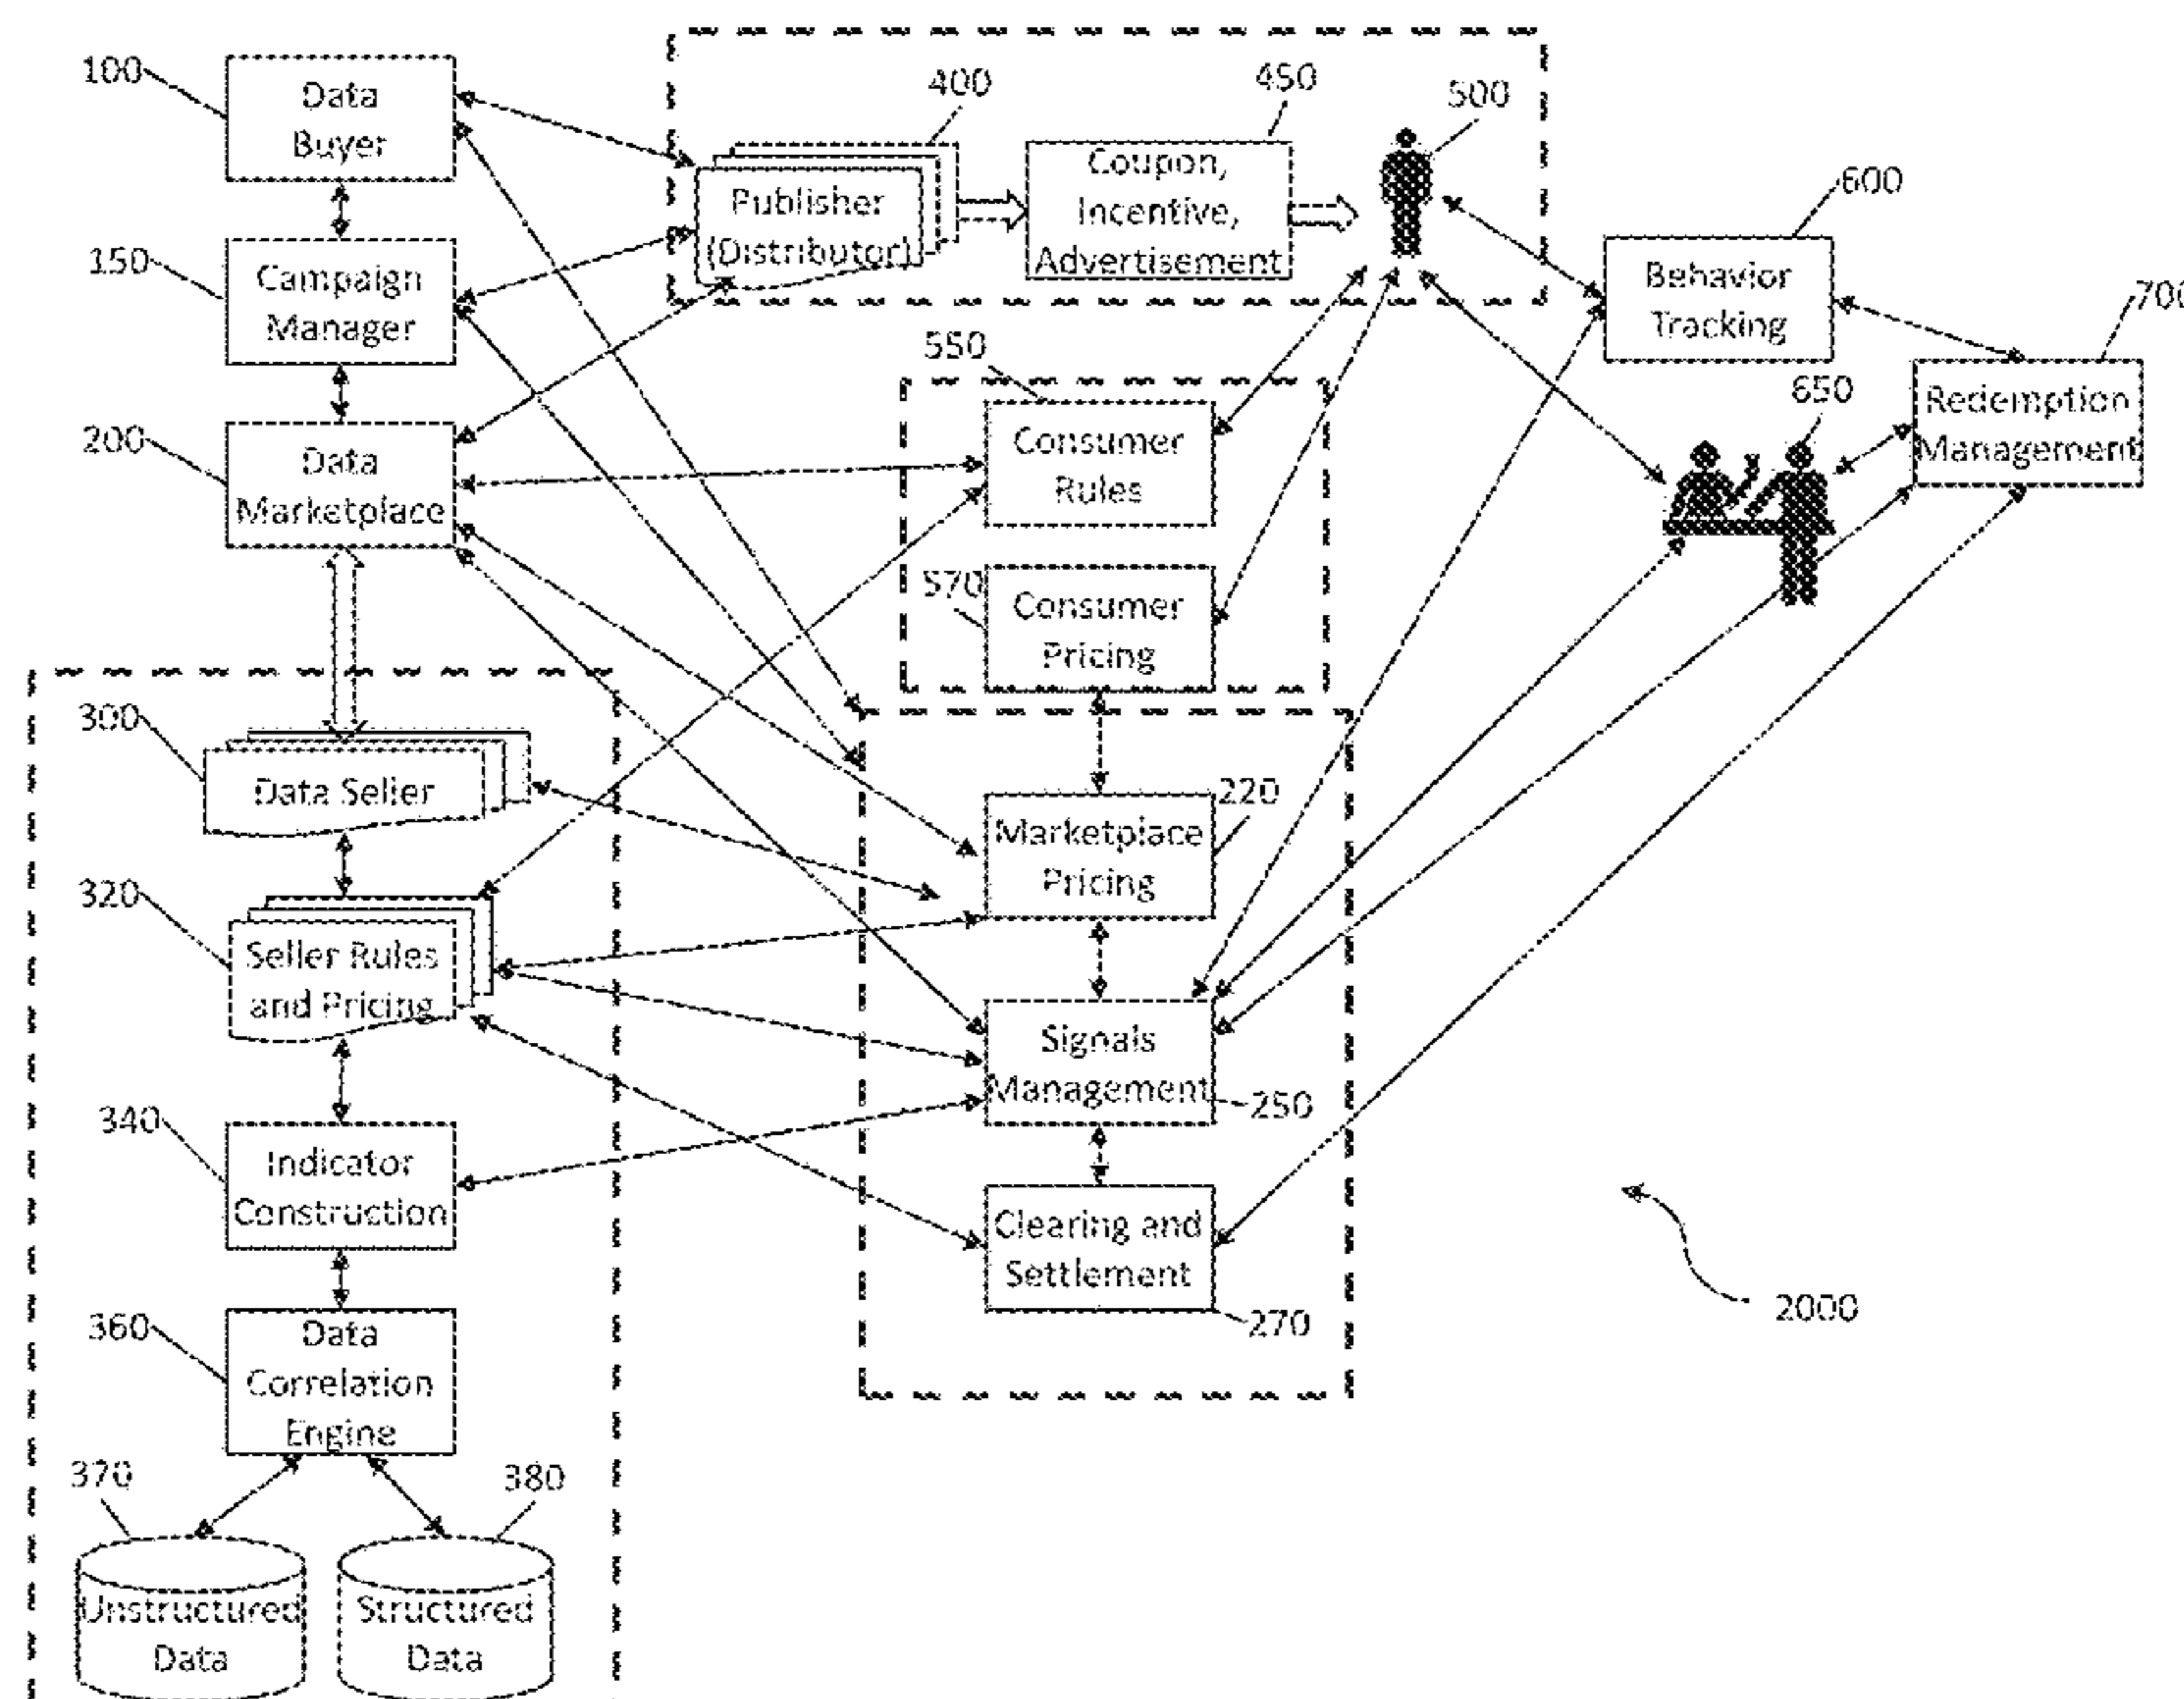 100
Data
Buyer
150
Campaign
Manager
200
Data
Marketplace
400
Publisher
(Distributor)
450
Coupon,
Incentive,
Advertisement
500
600
Behavior
Tracking
700
Redemption
Management
650
550
Consumer
Rules
570
Consumer
Pricing
300
Data Seller
320
Seller Rules
and Pricing
340
Indicator
Construction
360
Data
Correlation
Engine
370
Unstructured
Data
380
Structured
Data
220
Marketplace
Pricing
Signals
Management
250
Clearing and
Settlement
270
2000